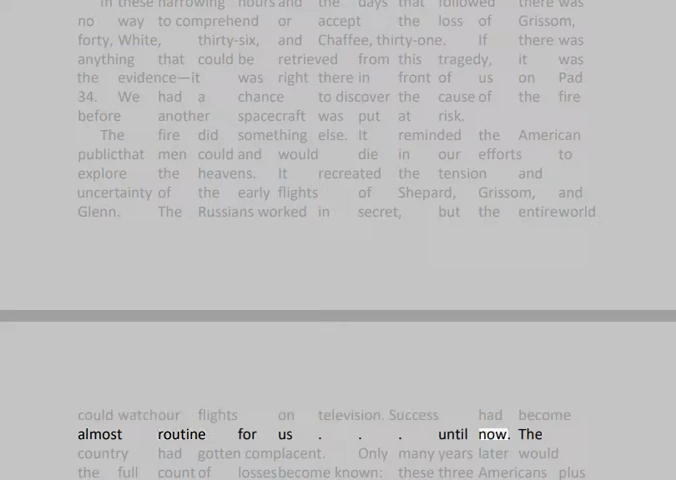 In these harrowing hours and the days that followed there was
no way to comprehend or accept the loss of Grissom,
forty, White, thirty-six, and Chaffee, thirty-one. If there was
anything that could be retrieved from this tragedy, it was
the evidence—it was right there in front of us on Pad
34. We had a chance to discover the cause of the fire
before another spacecraft was put at risk.
The fire did something else. It reminded the American
publicthat men could and would die in our efforts to
explore the heavens. It recreated the tension and
uncertainty of the early flights of Shepard, Grissom, and
Glenn. The Russians worked in secret, but the entireworld
could watchour flights on television. Success had become
almost routine for us . . . until now. The
country had gotten complacent. Only many years later would
the full count of lossesbecome known: these three Americans plus